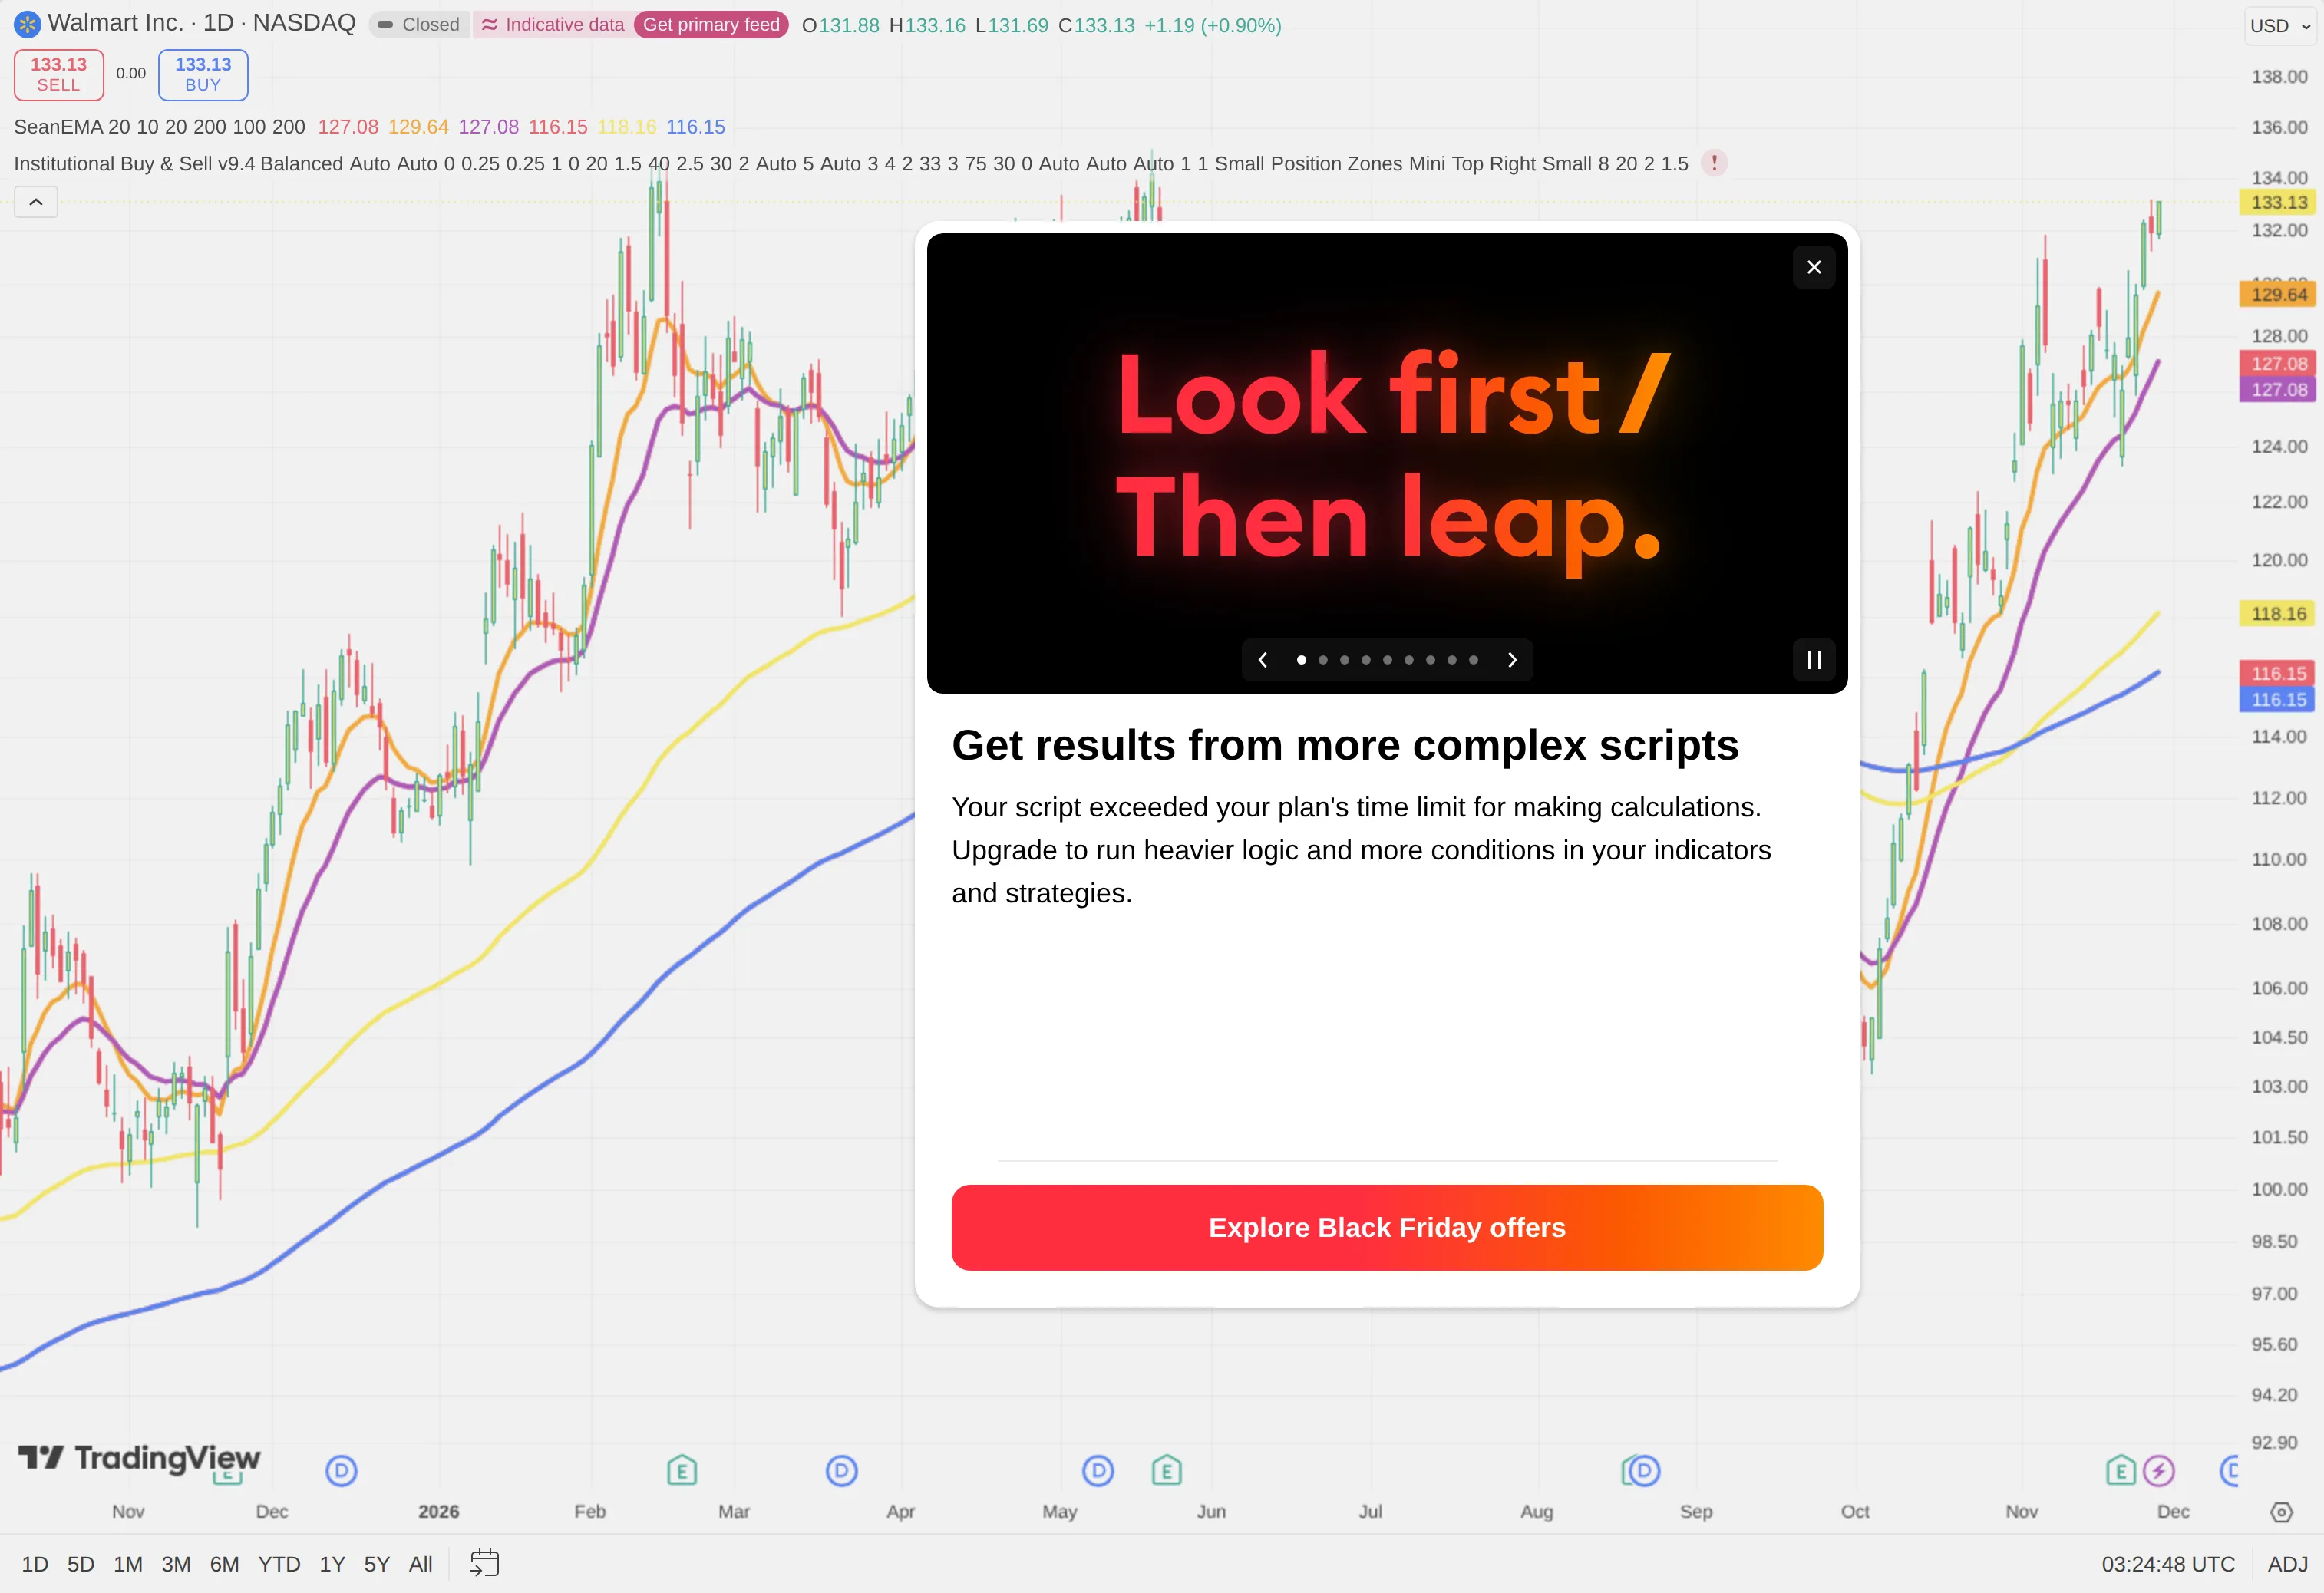 Walmart Inc. · 1D · NASDAQ Closed Indicative data Get primary feed O131.88 H133.16 L131.69 C133.13 +1.19 (+0.90%)
USD
133.13
SELL
0.00
133.13
BUY
SeanEMA 20 10 20 200 100 200 127.08 129.64 127.08 116.15 118.16 116.15
Institutional Buy & Sell v9.4 Balanced Auto Auto 0 0.25 0.25 1 0 20 1.5 40 2.5 30 2 Auto 5 Auto 3 4 2 33 3 75 30 0 Auto Auto Auto 1 1 Small Position Zones Mini Top Right Small 8 20 2 1.5
138.00
136.00
134.00
133.13
132.00
129.64
128.00
127.08
127.08
124.00
122.00
120.00
118.16
116.15
116.15
114.00
112.00
110.00
108.00
106.00
104.50
103.00
101.50
100.00
98.50
97.00
95.60
94.20
92.90
Look first /
Then leap.
Get results from more complex scripts
Your script exceeded your plan's time limit for making calculations.
Upgrade to run heavier logic and more conditions in your indicators
and strategies.
Explore Black Friday offers
TradingView
E D E D D E D E D
Nov Dec 2026 Feb Mar Apr May Jun Jul Aug Sep Oct Nov Dec
1D 5D 1M 3M 6M YTD 1Y 5Y All
03:24:48 UTC ADJ